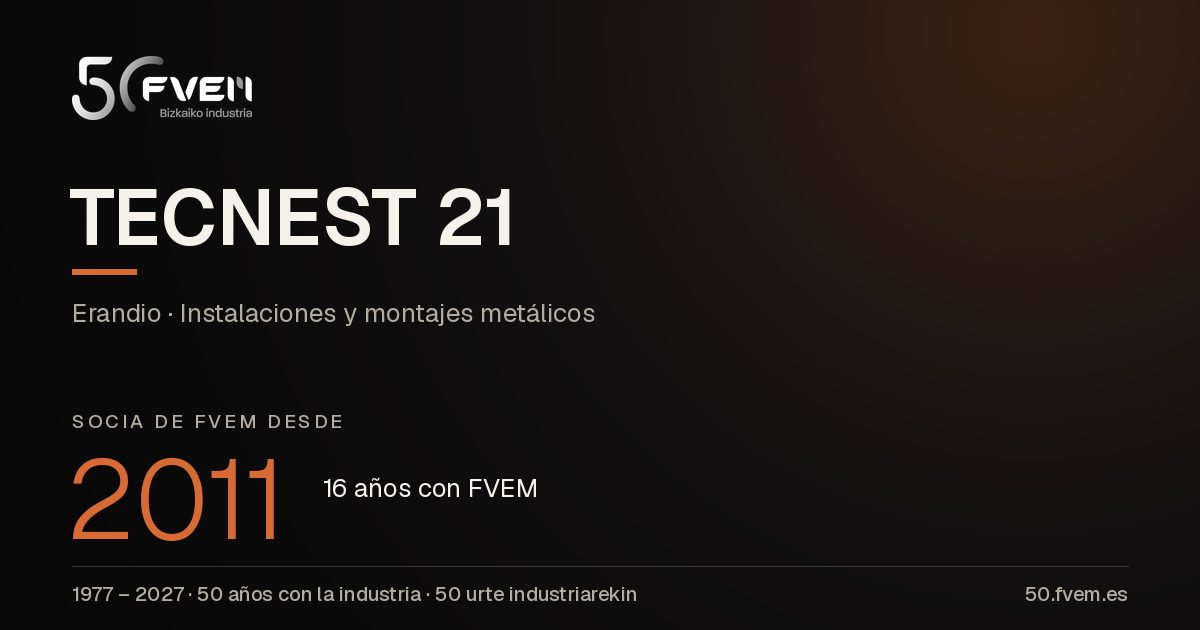 50 FVEM
Bizkaiko industria
TECNEST 21
Erandio · Instalaciones y montajes metálicos
SOCIA DE FVEM DESDE
2011
16 años con FVEM
1977 – 2027 · 50 años con la industria · 50 urte industriarekin
50.fvem.es